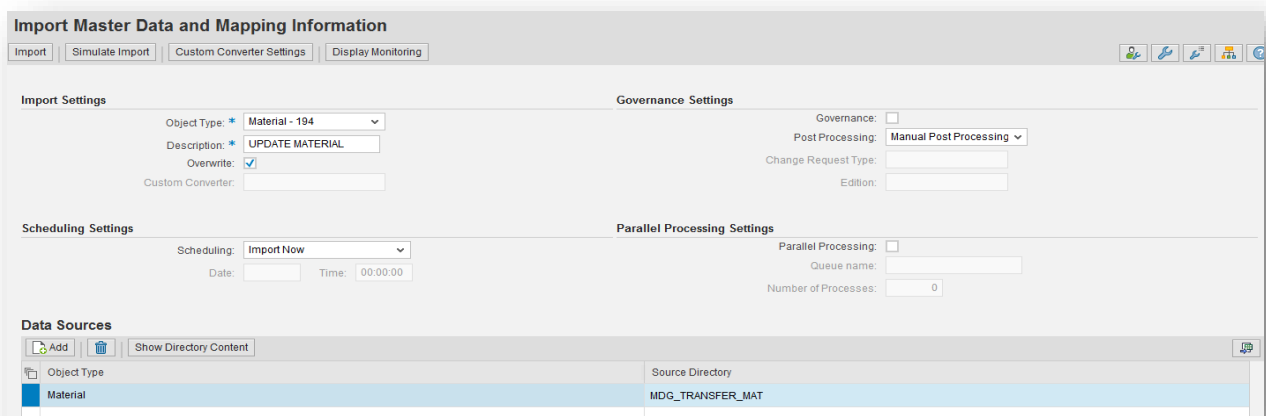 Import Master Data and Mapping Information
Import Simulate Import Custom Converter Settings Display Monitoring
Import Settings Governance Settings
Object Type: * Material - 194 Governance:
Description: * UPDATE MATERIAL Post Processing: Manual Post Processing
Overwrite: Change Request Type:
Custom Converter: Edition:
Scheduling Settings Parallel Processing Settings
Scheduling: Import Now Parallel Processing:
Date: Time: 00:00:00 Queue name:
Number of Processes: 0
Data Sources
Add Show Directory Content
Object Type Source Directory
Material MDG_TRANSFER_MAT